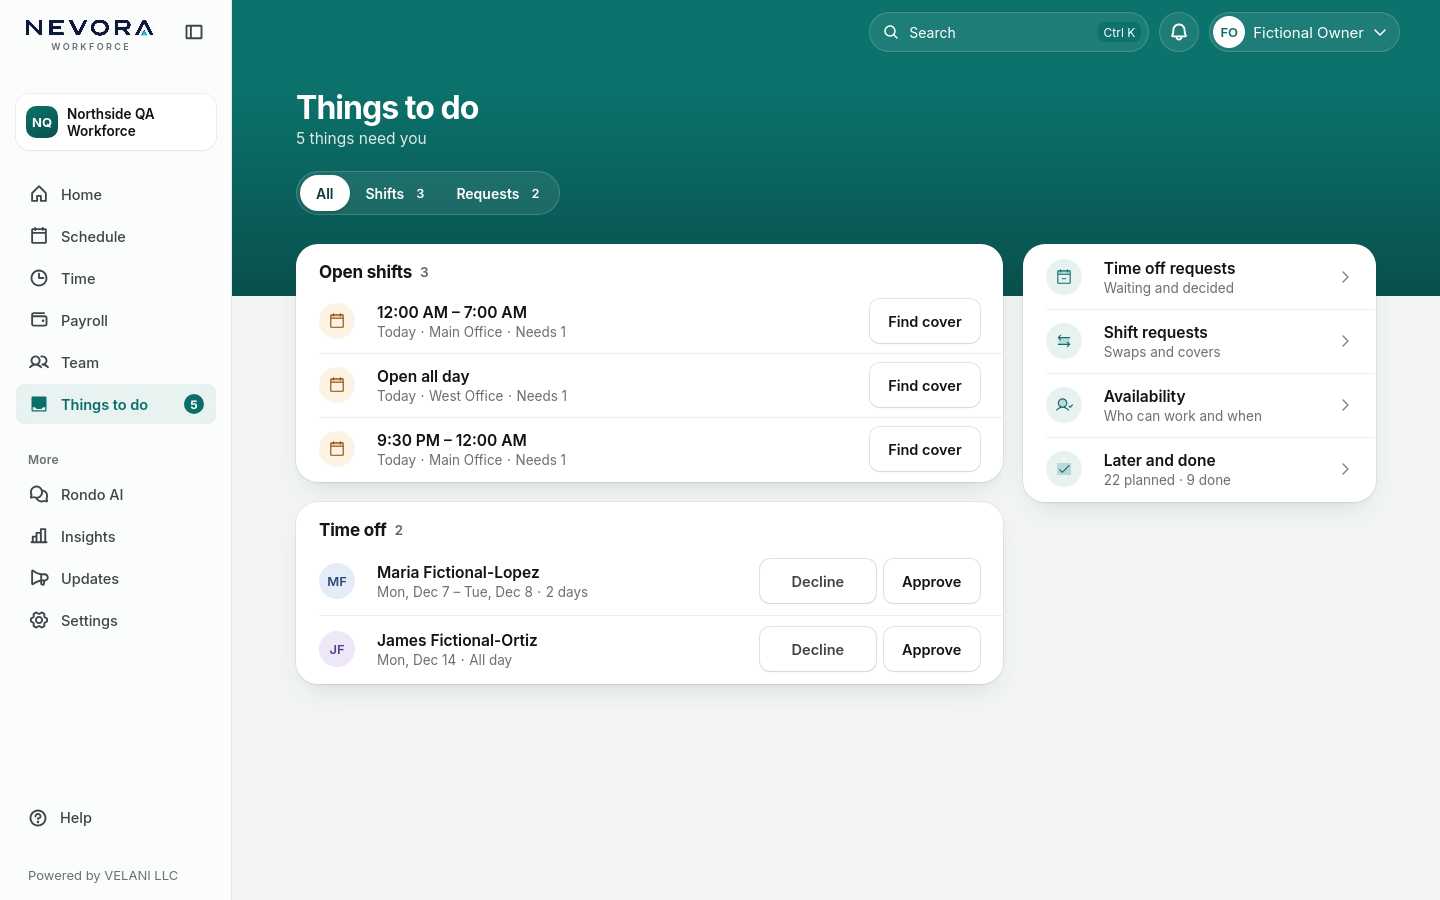 NEVORA
WORKFORCE
NQ
Northside QA
Workforce
Home
Schedule
Time
Payroll
Team
Things to do 5
More
Rondo AI
Insights
Updates
Settings
Help
Powered by VELANI LLC
Search Ctrl K
FO Fictional Owner
Things to do
5 things need you
All Shifts 3 Requests 2
Open shifts 3
12:00 AM – 7:00 AM
Today · Main Office · Needs 1
Find cover
Open all day
Today · West Office · Needs 1
Find cover
9:30 PM – 12:00 AM
Today · Main Office · Needs 1
Find cover
Time off 2
MF
Maria Fictional-Lopez
Mon, Dec 7 – Tue, Dec 8 · 2 days
Decline Approve
JF
James Fictional-Ortiz
Mon, Dec 14 · All day
Decline Approve
Time off requests
Waiting and decided
Shift requests
Swaps and covers
Availability
Who can work and when
Later and done
22 planned · 9 done